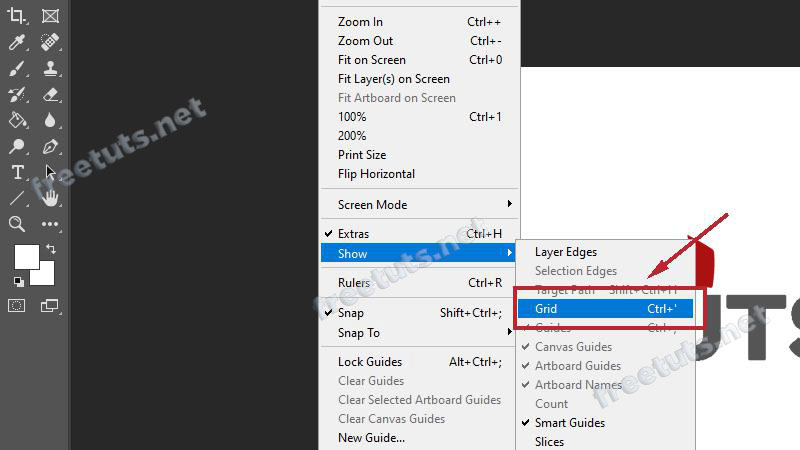 Zoom In Ctrl++
Zoom Out Ctrl+-
Fit on Screen Ctrl+0
Fit Layer(s) on Screen
Fit Artboard on Screen
100% Ctrl+1
200%
Print Size
Flip Horizontal
Screen Mode
Extras Ctrl+H
Show
Rulers Ctrl+R
Snap Shift+Ctrl+;
Snap To
Lock Guides Alt+Ctrl+;
Clear Guides
Clear Selected Artboard Guides
Clear Canvas Guides
New Guide...
Layer Edges
Selection Edges
Target Path Shift+Ctrl+H
Grid Ctrl+'
Guides Ctrl+;
Canvas Guides
Artboard Guides
Artboard Names
Count
Smart Guides
Slices
UTS
freetuts.net
freetuts.net
freetuts.net